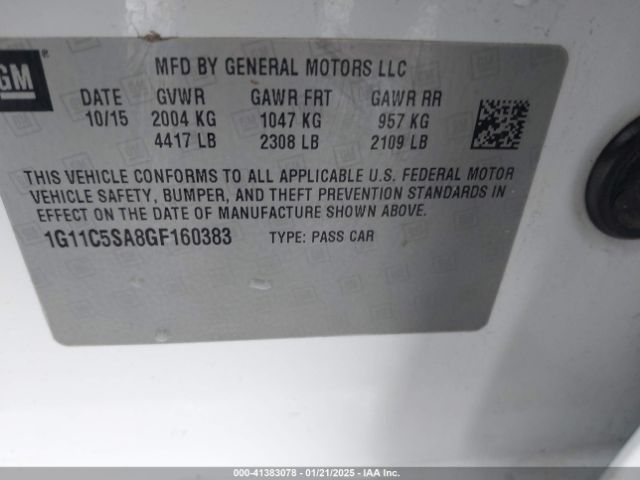 GM ®
MFD BY GENERAL MOTORS LLC
DATE GVWR GAWR FRT GAWR RR
10/15 2004 KG 1047 KG 957 KG
4417 LB 2308 LB 2109 LB
THIS VEHICLE CONFORMS TO ALL APPLICABLE U.S. FEDERAL MOTOR
VEHICLE SAFETY, BUMPER, AND THEFT PREVENTION STANDARDS IN
EFFECT ON THE DATE OF MANUFACTURE SHOWN ABOVE.
1G11C5SA8GF160383 TYPE: PASS CAR
000-41383078 - 01/21/2025 - IAAI.COM